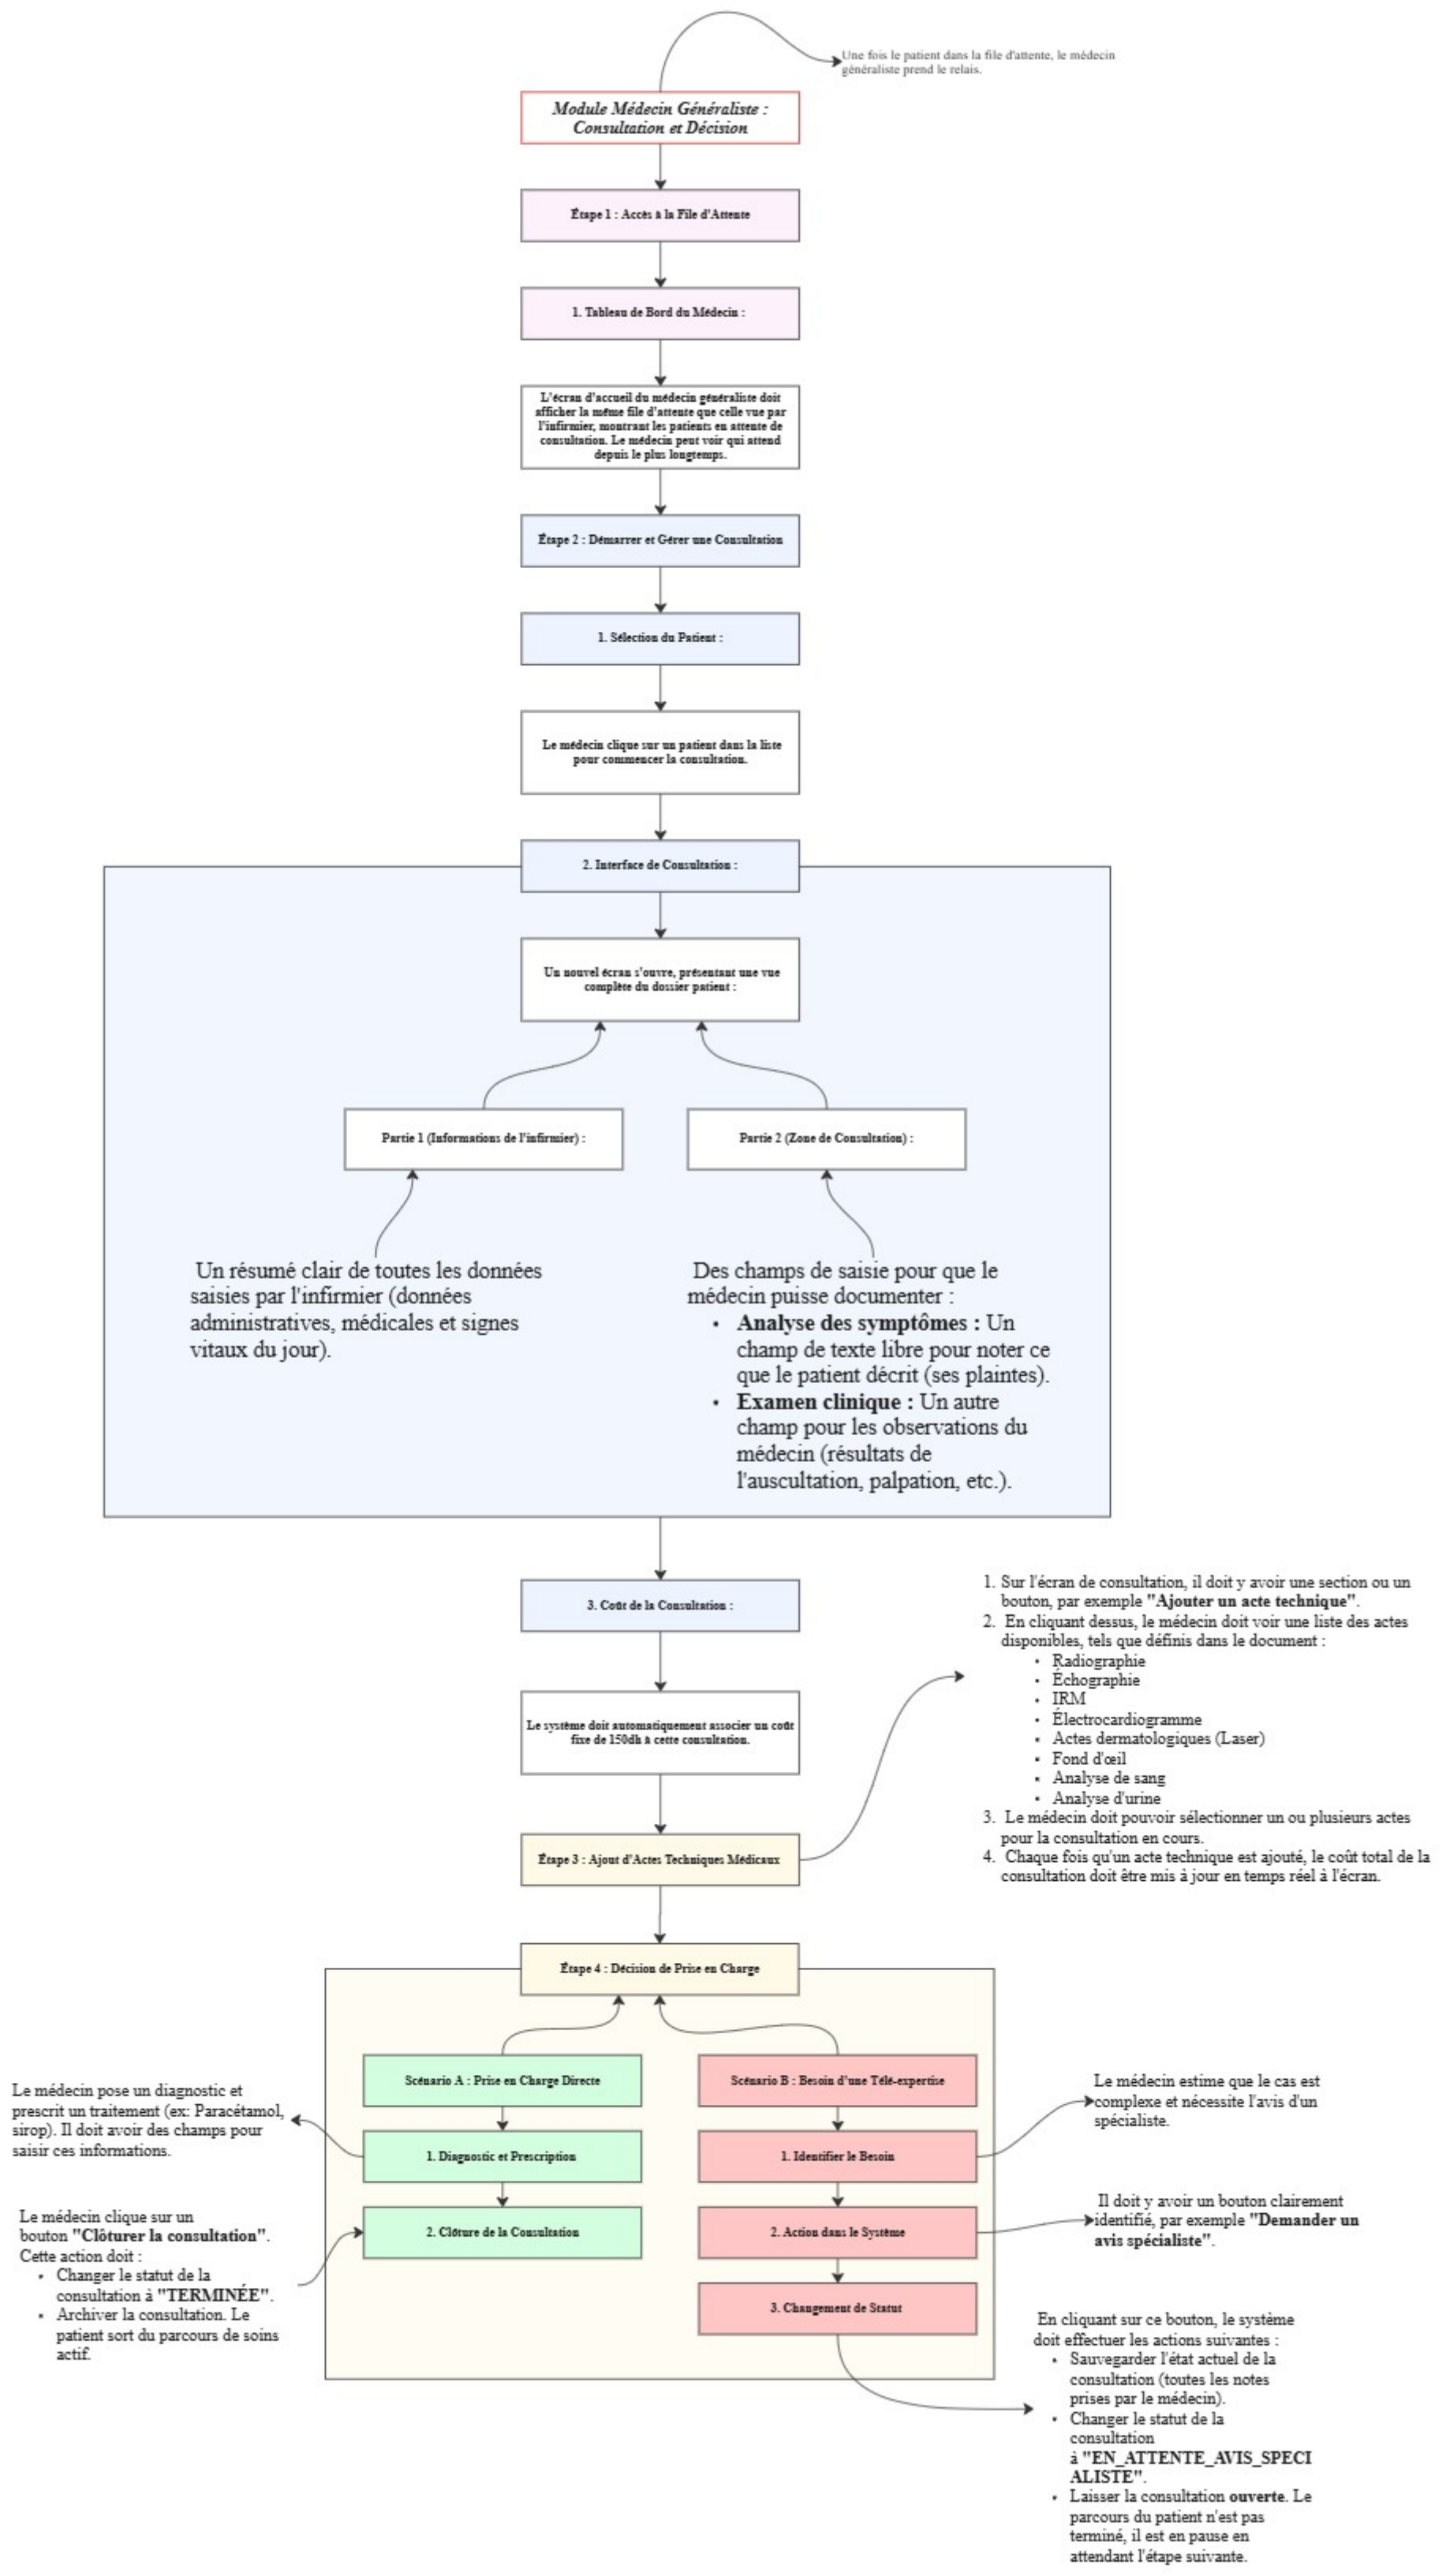 Une fois le patient dans la file d'attente, le médecin
généraliste prend le relais.
Module Médecin Généraliste :
Consultation et Décision
Étape 1 : Accès à la File d'Attente
1. Tableau de Bord du Médecin :
L'écran d'accueil du médecin généraliste doit
afficher la même file d'attente que celle vue par
l'infirmier, montrant les patients en attente de
consultation. Le médecin peut voir qui attend
depuis le plus longtemps.
Étape 2 : Démarrer et Gérer une Consultation
1. Sélection du Patient :
Le médecin clique sur un patient dans la liste
pour commencer la consultation.
2. Interface de Consultation :
Un nouvel écran s'ouvre, présentant une vue
complète du dossier patient :
Partie 1 (Informations de l'infirmier) :
Un résumé clair de toutes les données
saisies par l'infirmier (données
administratives, médicales et signes
vitaux du jour).
Partie 2 (Zone de Consultation) :
Des champs de saisie pour que le
médecin puisse documenter :
• Analyse des symptômes : Un
champ de texte libre pour noter ce
que le patient décrit (ses plaintes).
• Examen clinique : Un autre
champ pour les observations du
médecin (résultats de
l'auscultation, palpation, etc.).
3. Coût de la Consultation :
Le système doit automatiquement associer un coût
fixe de 150dh à cette consultation.
Étape 3 : Ajout d'Actes Techniques Médicaux
1. Sur l'écran de consultation, il doit y avoir une section ou un
bouton, par exemple "Ajouter un acte technique".
2. En cliquant dessus, le médecin doit voir une liste des actes
disponibles, tels que définis dans le document :
• Radiographie
• Échographie
• IRM
• Électrocardiogramme
• Actes dermatologiques (Laser)
• Fond d'œil
• Analyse de sang
• Analyse d'urine
3. Le médecin doit pouvoir sélectionner un ou plusieurs actes
pour la consultation en cours.
4. Chaque fois qu'un acte technique est ajouté, le coût total de la
consultation doit être mis à jour en temps réel à l'écran.
Étape 4 : Décision de Prise en Charge
Scénario A : Prise en Charge Directe
1. Diagnostic et Prescription
Le médecin pose un diagnostic et
prescrit un traitement (ex: Paracétamol,
sirop). Il doit avoir des champs pour
saisir ces informations.
2. Clôture de la Consultation
Le médecin clique sur un
bouton "Clôturer la consultation".
Cette action doit :
• Changer le statut de la
consultation à "TERMINÉE".
• Archiver la consultation. Le
patient sort du parcours de soins
actif.
Scénario B : Besoin d'une Télé-expertise
1. Identifier le Besoin
Le médecin estime que le cas est
complexe et nécessite l'avis d'un
spécialiste.
2. Action dans le Système
Il doit y avoir un bouton clairement
identifié, par exemple "Demander un
avis spécialiste".
3. Changement de Statut
En cliquant sur ce bouton, le système
doit effectuer les actions suivantes :
• Sauvegarder l'état actuel de la
consultation (toutes les notes
prises par le médecin).
• Changer le statut de la
consultation
à "EN_ATTENTE_AVIS_SPECI
ALISTE".
• Laisser la consultation ouverte. Le
parcours du patient n'est pas
terminé, il est en pause en
attendant l'étape suivante.